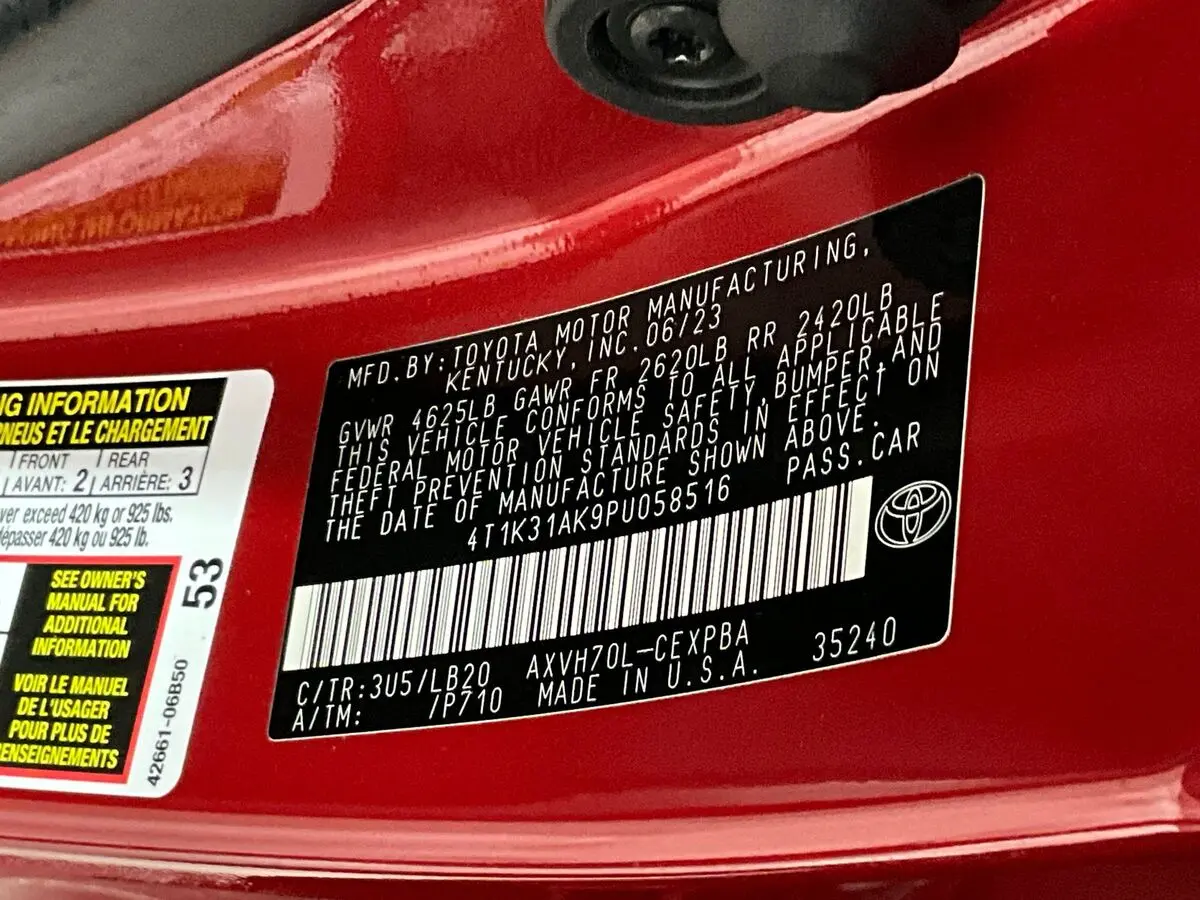 MFD.BY:TOYOTA MOTOR MANUFACTURING,
KENTUCKY, INC. 06/23
GVWR 4625LB GAWR FR 2620LB RR 2420LB
THIS VEHICLE CONFORMS TO ALL APPLICABLE
FEDERAL MOTOR VEHICLE SAFETY, BUMPER, AND
THEFT PREVENTION STANDARDS IN EFFECT ON
THE DATE OF MANUFACTURE SHOWN ABOVE.
4T1K31AK9PU058516 PASS.CAR
C/TR:3U5/LB20 AXVH70L-CEXPBA 35240
A/TM: /P710 MADE IN U.S.A.
NG INFORMATION
RNEUS ET LE CHARGEMENT
FRONT REAR
AVANT: 2 ARRIÈRE: 3
ver exceed 420 kg or 925 lbs.
dépasser 420 kg ou 925 lb.
SEE OWNER'S
MANUAL FOR
ADDITIONAL
INFORMATION
VOIR LE MANUEL
DE L'USAGER
POUR PLUS DE
RENSEIGNEMENTS
53
42661-06B50